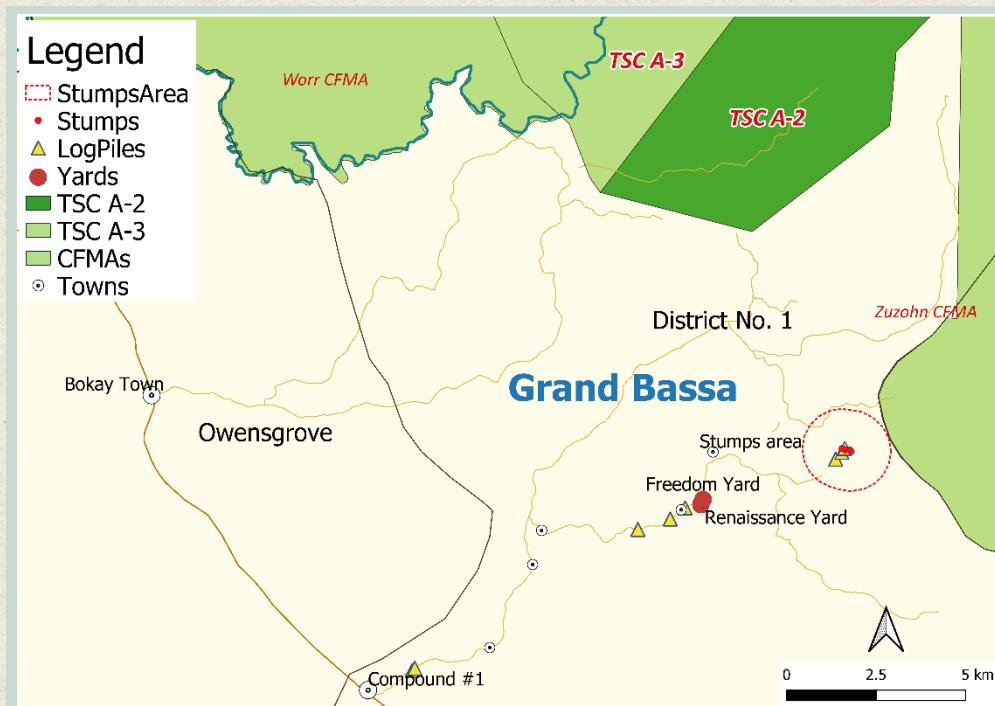 Legend
StumpsArea
Stumps
LogPiles
Yards
TSC A-2
TSC A-3
CFMAs
Towns
Worr CFMA
TSC A-3
TSC A-2
Zuzohn CFMA
District No. 1
Bokay Town
Grand Bassa
Owensgrove
Stumps area
Freedom Yard
Renaissance Yard
Compound #1
0 2.5 5 km